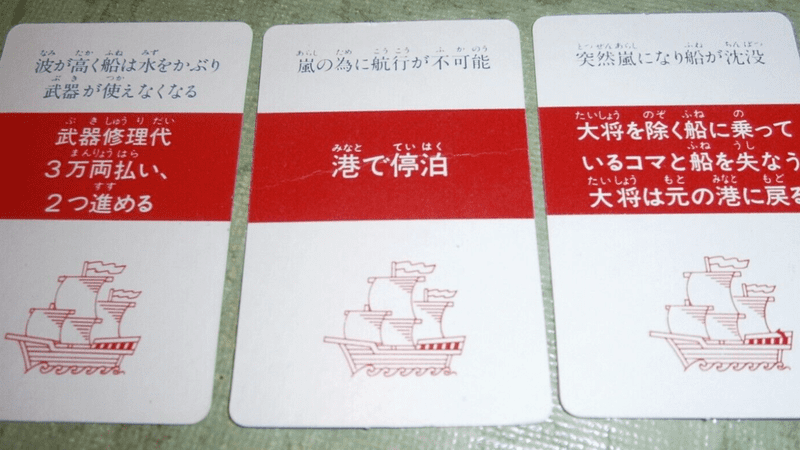 波が高く船は水をかぶり
武器が使えなくなる
武器修理代
3万両払い、
2つ進める
嵐の為に航行が不可能
港で停泊
突然嵐になり船が沈没
大将を除く船に乗って
いるコマと船を失なう
大将は元の港に戻る